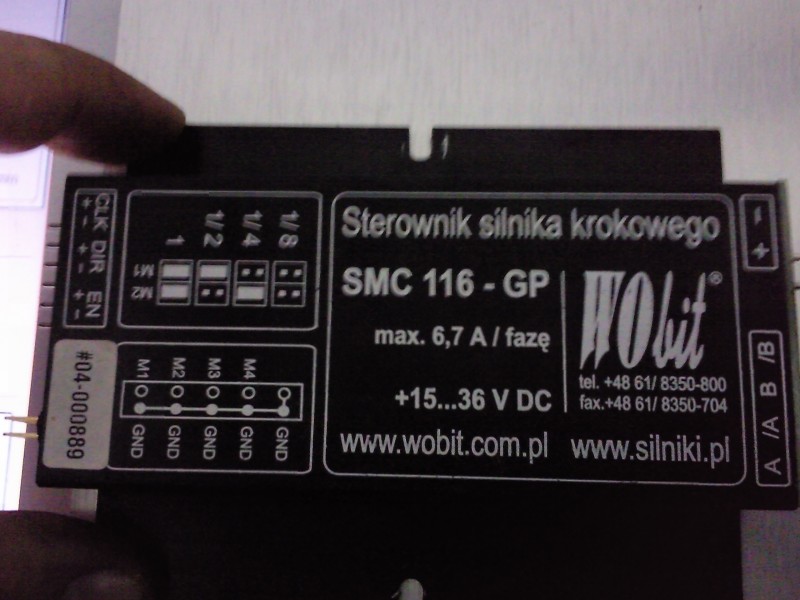 Sterownik silnika krokowego
SMC 116 - GP
max. 6,7 A / fazę
+15...36 V DC
www.wobit.com.pl www.silniki.pl
WObit®
tel. +48 61/ 8350-800
fax.+48 61/ 8350-704
CLK DIR EN
+ - + - + -
1 1/2 1/4 1/8
M1
M2
#04-000889
M1 M2 M3 M4
GND GND GND GND GND
- +
A /A B /B